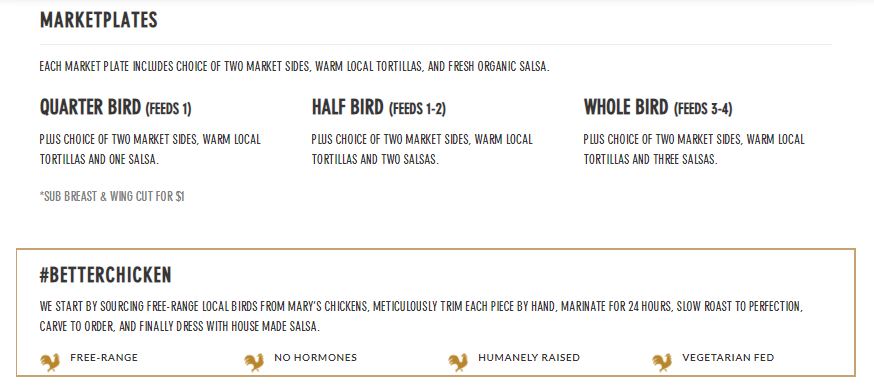 MARKETPLATES
EACH MARKET PLATE INCLUDES CHOICE OF TWO MARKET SIDES, WARM LOCAL TORTILLAS, AND FRESH ORGANIC SALSA.
QUARTER BIRD (FEEDS 1)
PLUS CHOICE OF TWO MARKET SIDES, WARM LOCAL
TORTILLAS AND ONE SALSA.
*SUB BREAST & WING CUT FOR $1
HALF BIRD (FEEDS 1-2)
PLUS CHOICE OF TWO MARKET SIDES, WARM LOCAL
TORTILLAS AND TWO SALSAS.
WHOLE BIRD (FEEDS 3-4)
PLUS CHOICE OF TWO MARKET SIDES, WARM LOCAL
TORTILLAS AND THREE SALSAS.
#BETTERCHICKEN
WE START BY SOURCING FREE-RANGE LOCAL BIRDS FROM MARY'S CHICKENS, METICULOUSLY TRIM EACH PIECE BY HAND, MARINATE FOR 24 HOURS, SLOW ROAST TO PERFECTION,
CARVE TO ORDER, AND FINALLY DRESS WITH HOUSE MADE SALSA.
FREE-RANGE
NO HORMONES
HUMANELY RAISED
VEGETARIAN FED